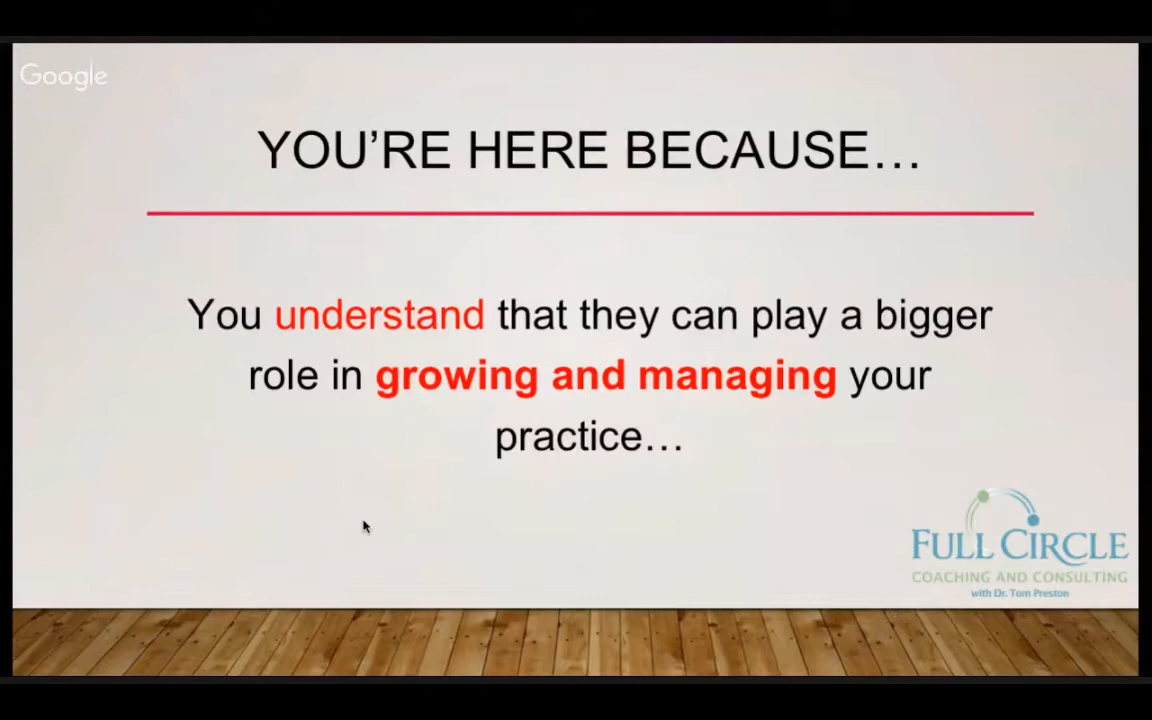 Google
YOU’RE HERE BECAUSE…
You understand that they can play a bigger
role in growing and managing your
practice…
FULL CIRCLE
COACHING AND CONSULTING
with Dr. Tom Preston